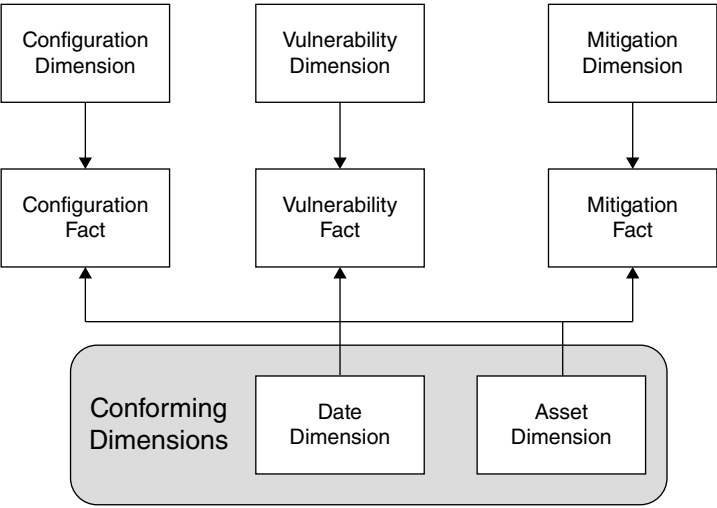 Configuration
Dimension
Vulnerability
Dimension
Mitigation
Dimension
Configuration
Fact
Vulnerability
Fact
Mitigation
Fact
Conforming
Dimensions
Date
Dimension
Asset
Dimension